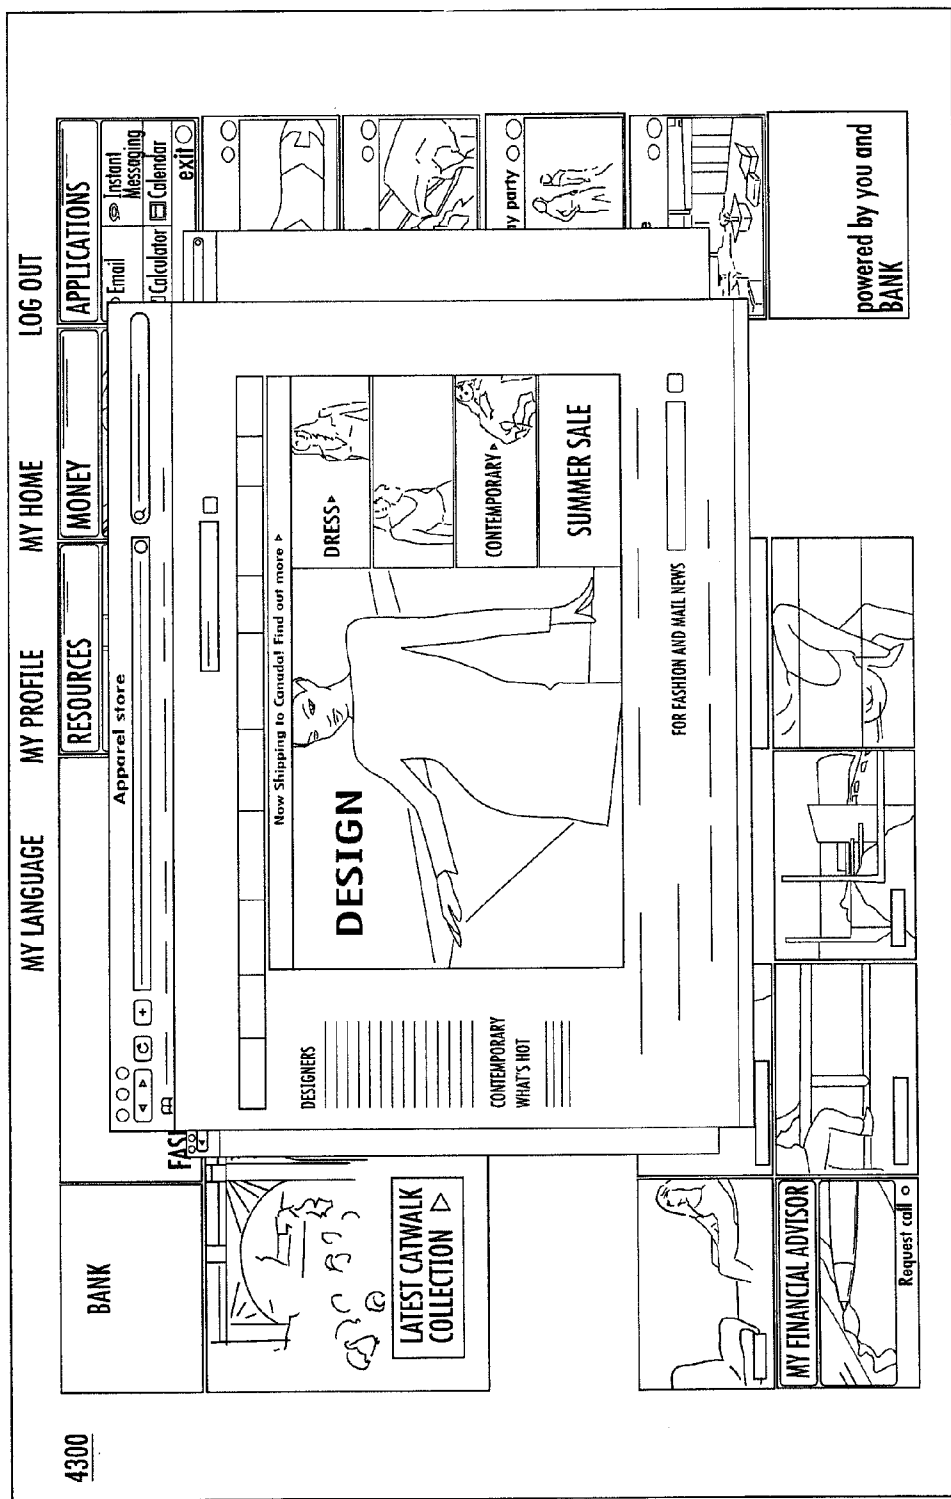 4300
MY LANGUAGE
MY PROFILE
MY HOME
LOG OUT
BANK
RESOURCES
MONEY
APPLICATIONS
Email
Instant
Messaging
Calculator
Calendar
exit
Apparel store
Now Shipping to Canada! Find out more
DESIGN
DRESS
CONTEMPORARY
SUMMER SALE
DESIGNERS
CONTEMPORARY
WHAT'S HOT
FOR FASHION AND MAIL NEWS
LATEST CATWALK
COLLECTION
party
MY FINANCIAL ADVISOR
Request call
powered by you and
BANK